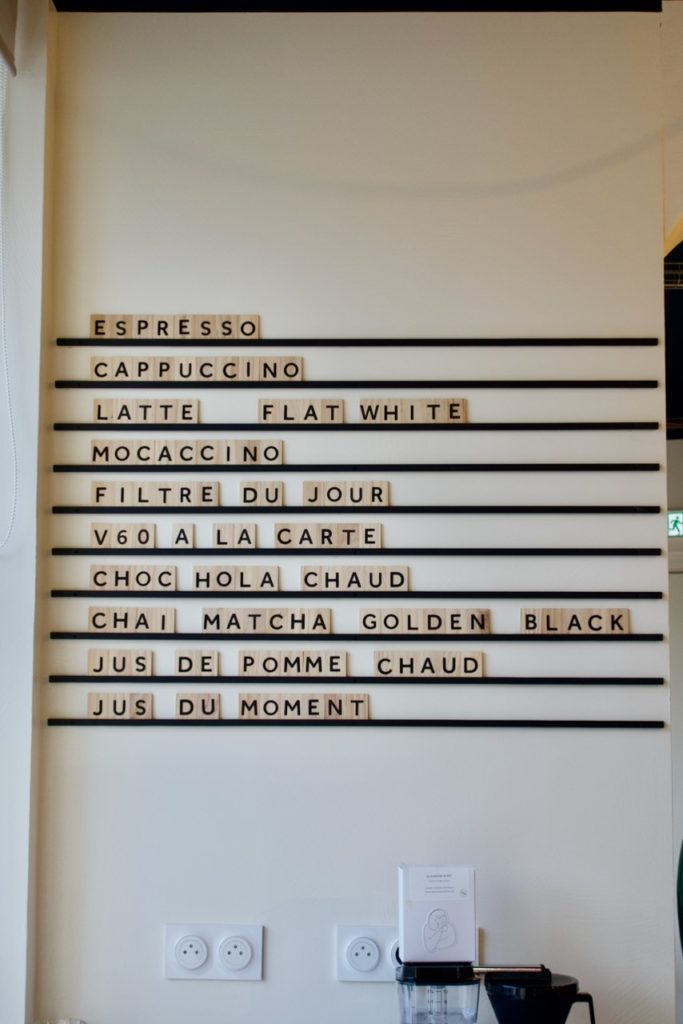 ESPRESSO
CAPPUCCINO
LATTE FLAT WHITE
MOCACCINO
FILTRE DU JOUR
V60 A LA CARTE
CHOC HOLA CHAUD
CHAI MATCHA GOLDEN BLACK
JUS DE POMME CHAUD
JUS DU MOMENT